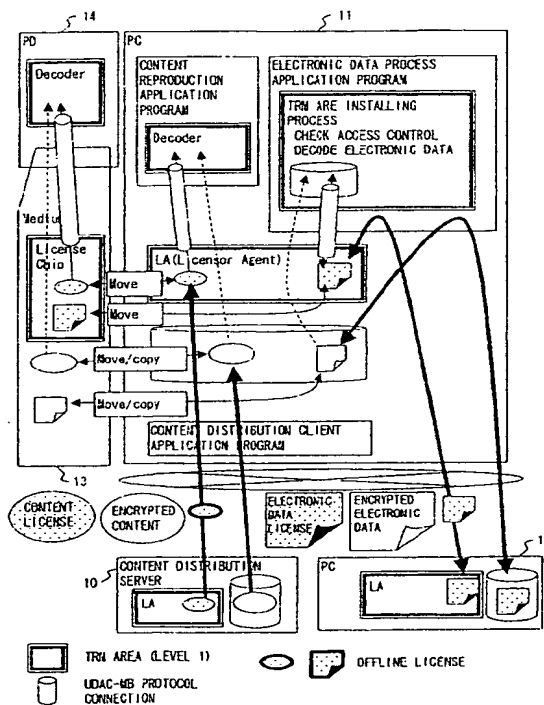 14
11
PD
Decoder
PC
CONTENT
REPRODUCTION
APPLICATION
PROGRAM
Decoder
ELECTRONIC DATA PROCESS
APPLICATION PROGRAM
TRM ARE INSTALLING
PROCESS
CHECK ACCESS CONTROL
DECODE ELECTRONIC DATA
Medium
License
Chip
LA(Licensor Agent)
Move
Move
Move/copy
Move/copy
CONTENT DISTRIBUTION CLIENT
APPLICATION PROGRAM
13
CONTENT
LICENSE
ENCRYPTED
CONTENT
ELECTRONIC
DATA
LICENSE
ENCRYPTED
ELECTRONIC
DATA
10
CONTENT DISTRIBUTION
SERVER
LA
PC
LA
TRM AREA (LEVEL 1)
OFFLINE LICENSE
UDAC-MB PROTOCOL
CONNECTION